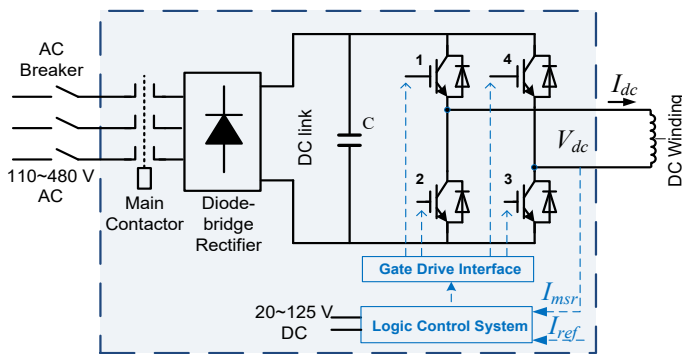 AC
Breaker
110~480 V
AC
Main
Contactor
Diode-
bridge
Rectifier
DC link
C
1
4
2
3
I_dc
V_dc
DC Winding
Gate Drive Interface
20~125 V
DC
Logic Control System
I_msr
I_ref